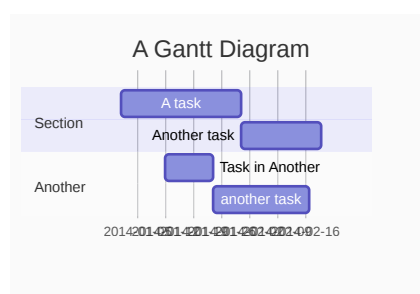 A Gantt Diagram
A task
Section
Another task
Task in Another
Another
another task